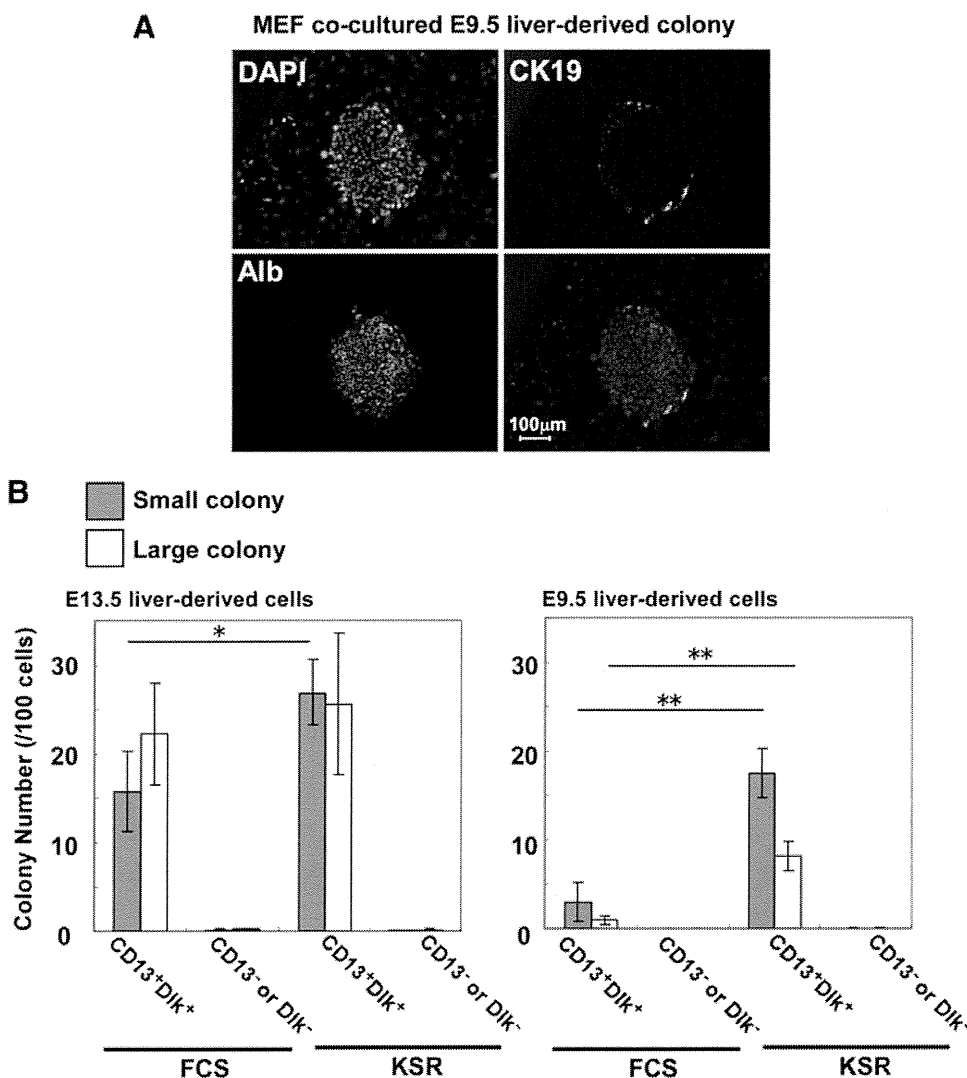 A
MEF co-cultured E9.5 liver-derived colony
DAPI
CK19
Alb
100μm
B
Small colony
Large colony
E13.5 liver-derived cells
E9.5 liver-derived cells
Colony Number (/100 cells)
30
20
10
0
*
CD13⁺Dlk⁺
CD13⁻ or Dlk⁻
CD13⁺Dlk⁺
CD13⁻ or Dlk⁻
FCS
KSR
30
20
10
0
**
**
CD13⁺Dlk⁺
CD13⁻ or Dlk⁻
CD13⁺Dlk⁺
CD13⁻ or Dlk⁻
FCS
KSR